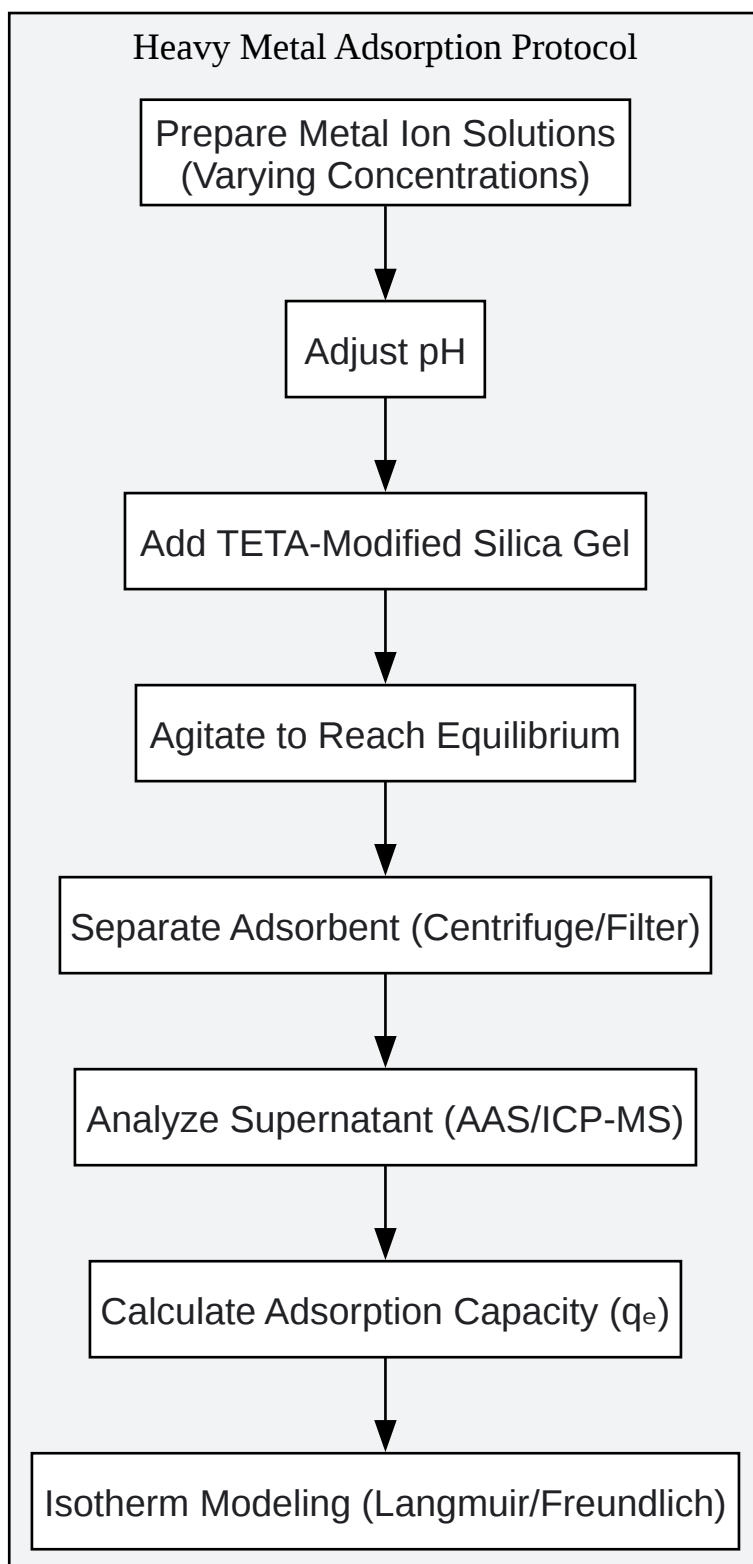 Heavy Metal Adsorption Protocol
Prepare Metal Ion Solutions
(Varying Concentrations)
Adjust pH
Add TETA-Modified Silica Gel
Agitate to Reach Equilibrium
Separate Adsorbent (Centrifuge/Filter)
Analyze Supernatant (AAS/ICP-MS)
Calculate Adsorption Capacity (qₑ)
Isotherm Modeling (Langmuir/Freundlich)